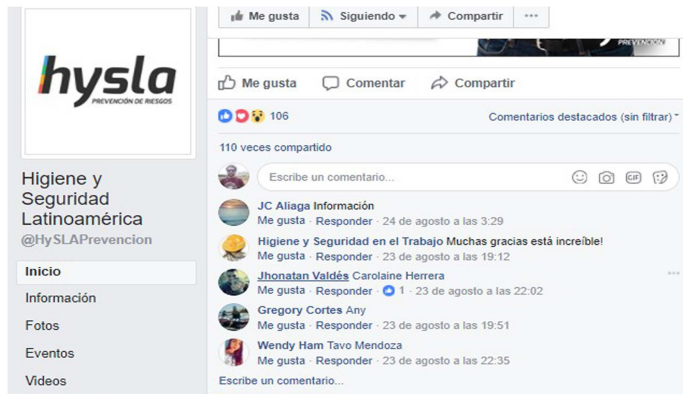 hysla
PREVENCIÓN DE RIESGOS
Higiene y
Seguridad
Latinoamérica
@HySLAPrevencion
Inicio
Información
Fotos
Eventos
Videos
Me gusta Siguiendo Compartir ...
PREVENCIÓN
Me gusta Comentar Compartir
106 Comentarios destacados (sin filtrar)
110 veces compartido
Escribe un comentario... GIF
JC Aliaga Información
Me gusta · Responder · 24 de agosto a las 3:29
Higiene y Seguridad en el Trabajo Muchas gracias está increíble!
Me gusta · Responder · 23 de agosto a las 19:12
Jhonatan Valdés Carolaine Herrera
Me gusta · Responder · 1 · 23 de agosto a las 22:02
Gregory Cortes Any
Me gusta · Responder · 23 de agosto a las 19:51
Wendy Ham Tavo Mendoza
Me gusta · Responder · 23 de agosto a las 22:35
Escribe un comentario...